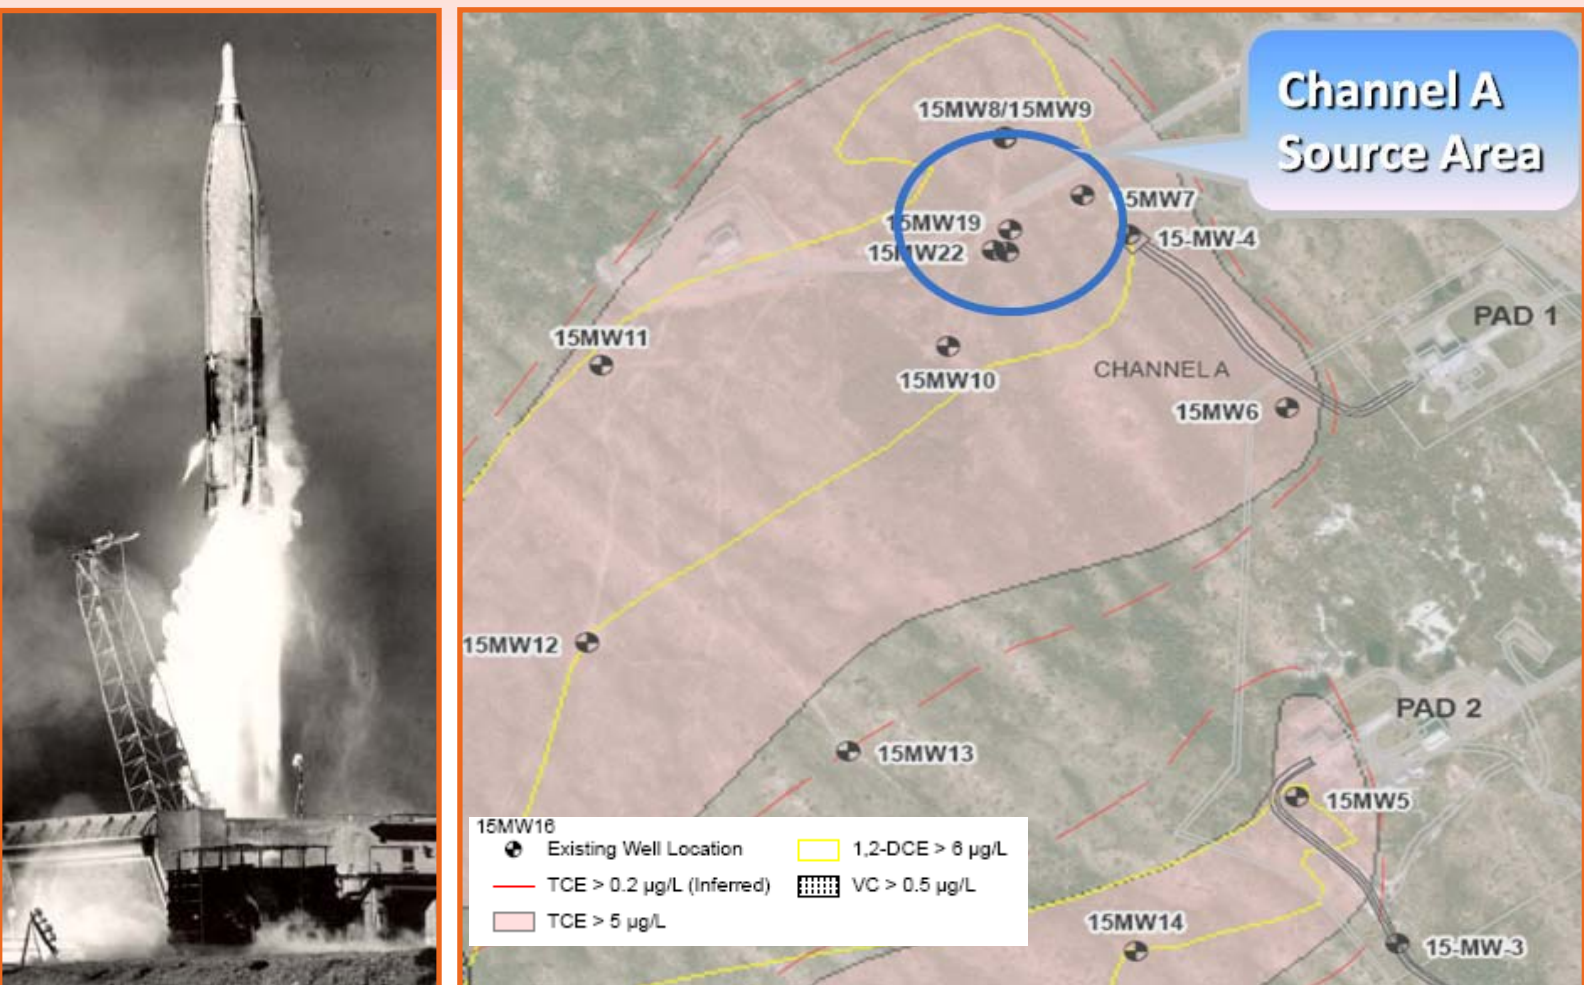 Channel A
Source Area
15MW8/15MW9
15MW7
15MW19
15-MW-4
15MW22
PAD 1
15MW11
CHANNEL A
15MW10
15MW6
15MW12
PAD 2
15MW13
15MW5
15MW16
Existing Well Location
1,2-DCE > 6 µg/L
TCE > 0.2 µg/L (Inferred)
VC > 0.5 µg/L
TCE > 5 µg/L
15MW14
15-MW-3